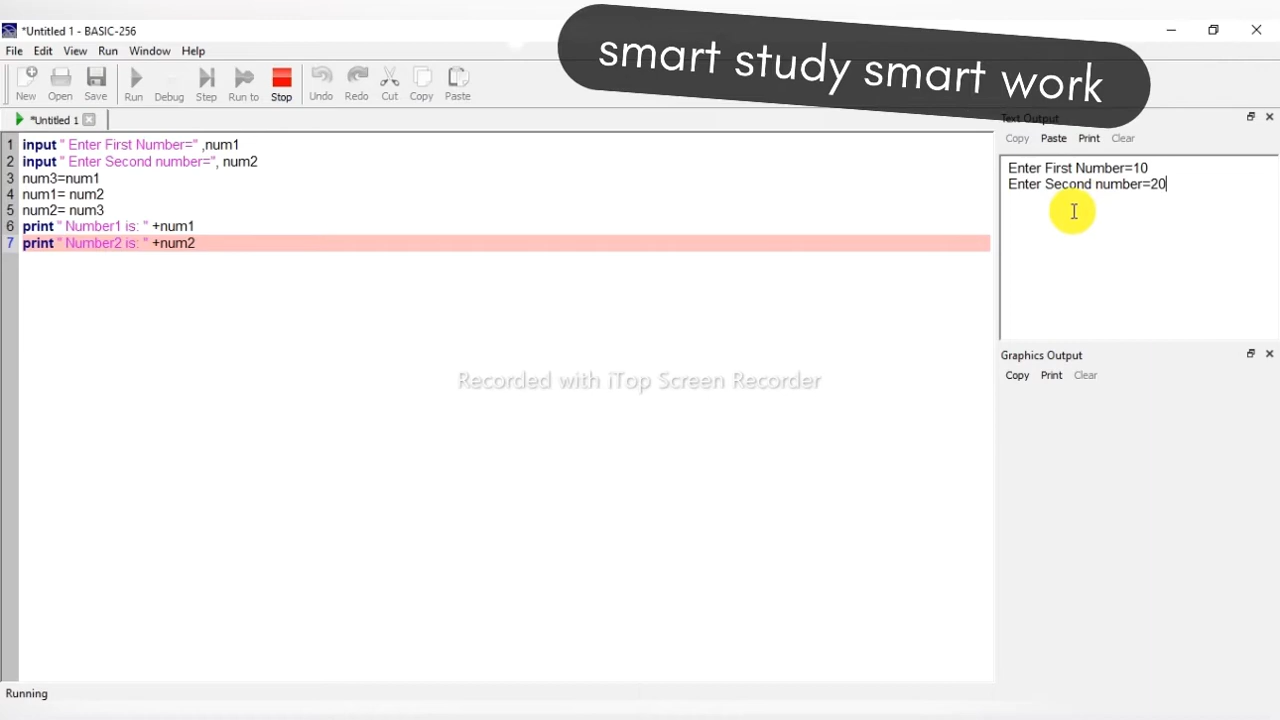 *Untitled 1 - BASIC-256
smart study smart work
File Edit View Run Window Help
New Open Save Run Debug Step Run to Stop Undo Redo Cut Copy Paste
*Untitled 1
Text Output
Copy Paste Print Clear
1 input " Enter First Number=" ,num1
2 input " Enter Second number=", num2
3 num3=num1
4 num1= num2
5 num2= num3
6 print " Number1 is: " +num1
7 print " Number2 is: " +num2
Enter First Number=10
Enter Second number=20
Graphics Output
Copy Print Clear
Recorded with iTop Screen Recorder
Running